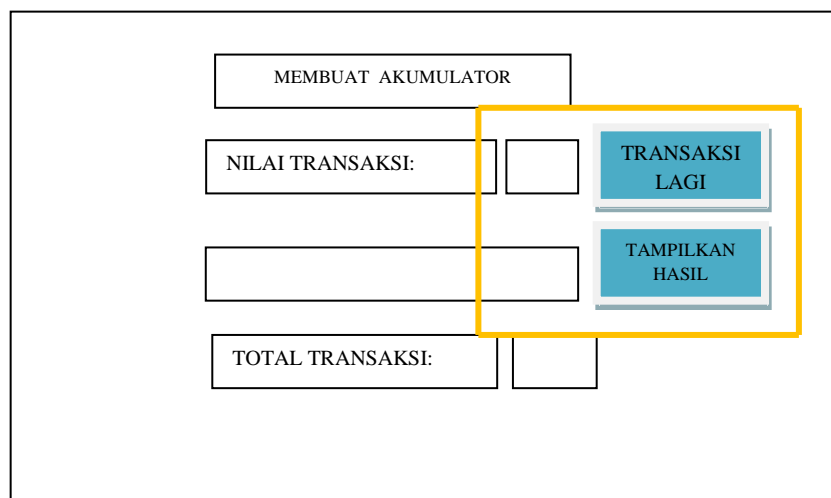 MEMBUAT AKUMULATOR
NILAI TRANSAKSI:
TRANSAKSI
LAGI
TAMPILKAN
HASIL
TOTAL TRANSAKSI: